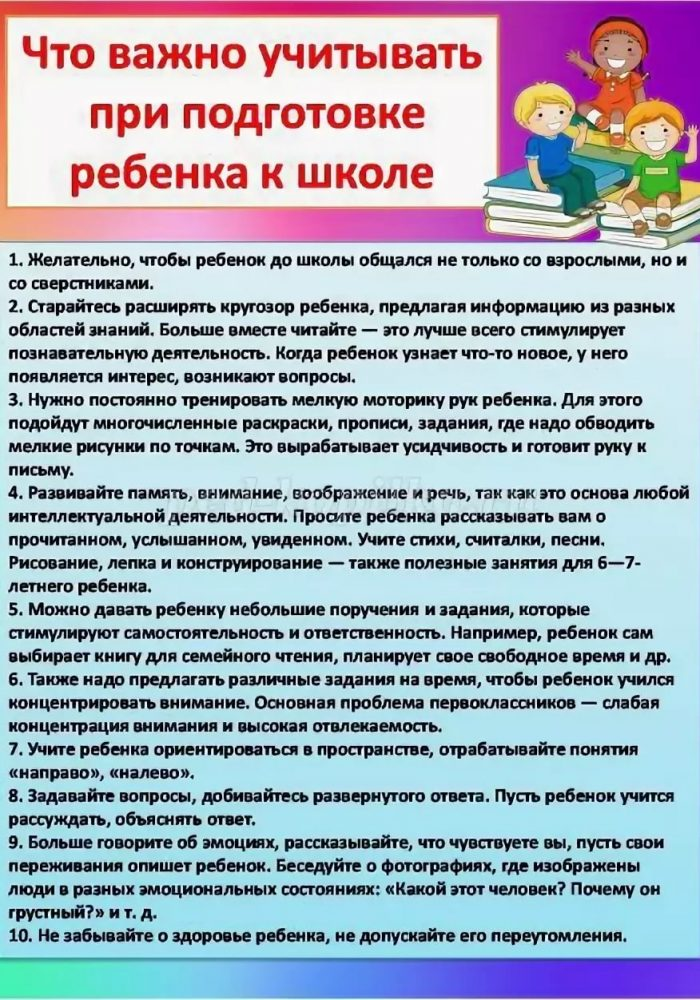 Что важно учитывать
при подготовке
ребенка к школе
1. Желательно, чтобы ребенок до школы общался не только со взрослыми, но и
со сверстниками.
2. Старайтесь расширять кругозор ребенка, предлагая информацию из разных
областей знаний. Больше вместе читайте — это лучше всего стимулирует
познавательную деятельность. Когда ребенок узнает что-то новое, у него
появляется интерес, возникают вопросы.
3. Нужно постоянно тренировать мелкую моторику рук ребенка. Для этого
подойдут многочисленные раскраски, прописи, задания, где надо обводить
мелкие рисунки по точкам. Это вырабатывает усидчивость и готовит руку к
письму.
4. Развивайте память, внимание, воображение и речь, так как это основа любой
интеллектуальной деятельности. Просите ребенка рассказывать вам о
прочитанном, услышанном, увиденном. Учите стихи, считалки, песни.
Рисование, лепка и конструирование — также полезные занятия для 6—7-
летнего ребенка.
5. Можно давать ребенку небольшие поручения и задания, которые
стимулируют самостоятельность и ответственность. Например, ребенок сам
выбирает книгу для семейного чтения, планирует свое свободное время и др.
6. Также надо предлагать различные задания на время, чтобы ребенок учился
концентрировать внимание. Основная проблема первоклассников — слабая
концентрация внимания и высокая отвлекаемость.
7. Учите ребенка ориентироваться в пространстве, отрабатывайте понятия
«направо», «налево».
8. Задавайте вопросы, добивайтесь развернутого ответа. Пусть ребенок учится
рассуждать, объяснять ответ.
9. Больше говорите об эмоциях, рассказывайте, что чувствуете вы, пусть свои
переживания опишет ребенок. Беседуйте о фотографиях, где изображены
люди в разных эмоциональных состояниях: «Какой этот человек? Почему он
грустный?» и т. д.
10. Не забывайте о здоровье ребенка, не допускайте его переутомления.